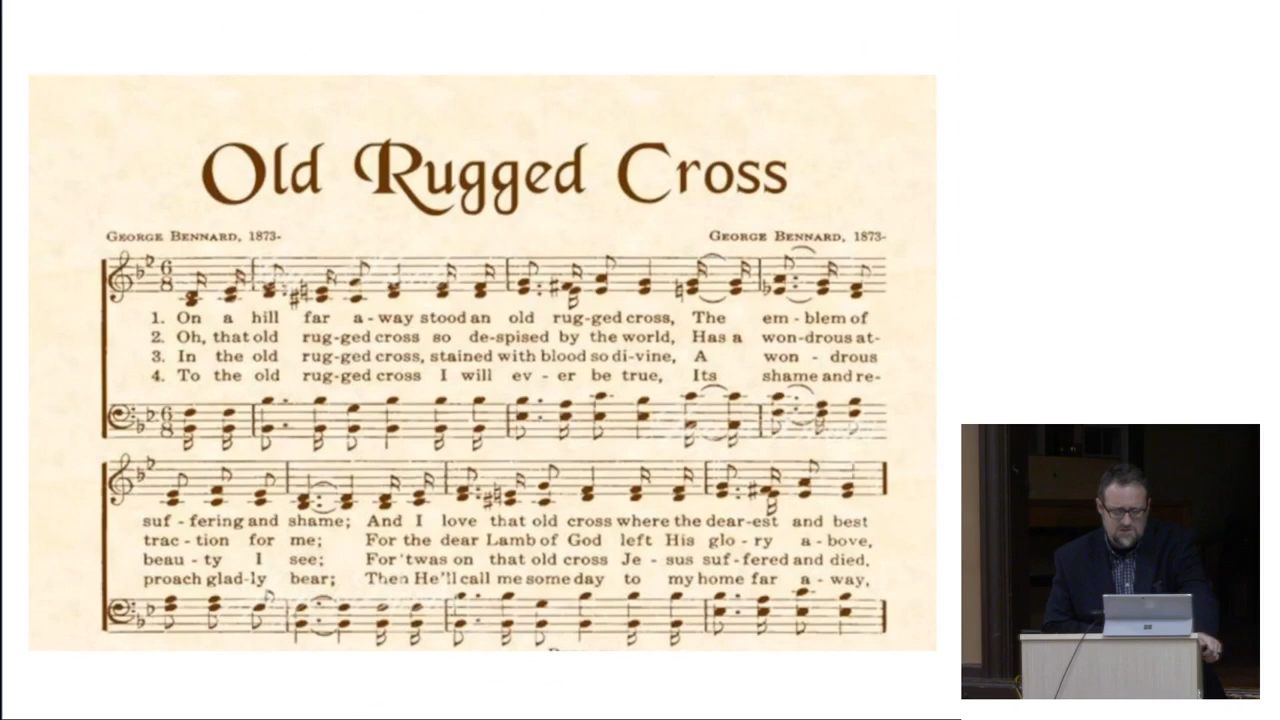 Old Rugged Cross
GEORGE BENNARD, 1873-
GEORGE BENNARD, 1873-
1. On a hill far a-way stood an old rug-ged cross, The em-blem of
2. Oh, that old rug-ged cross so de-spised by the world, Has a won-drous at-
3. In the old rug-ged cross, stained with blood so di-vine, A won-drous
4. To the old rug-ged cross I will ev-er be true, Its shame and re-
suf-fering and shame; And I love that old cross where the dear-est and best
trac-tion for me; For the dear Lamb of God left His glo-ry a-bove,
beau-ty I see; For 'twas on that old cross Je-sus suf-fered and died,
proach glad-ly bear; Then He'll call me some day to my home far a-way,